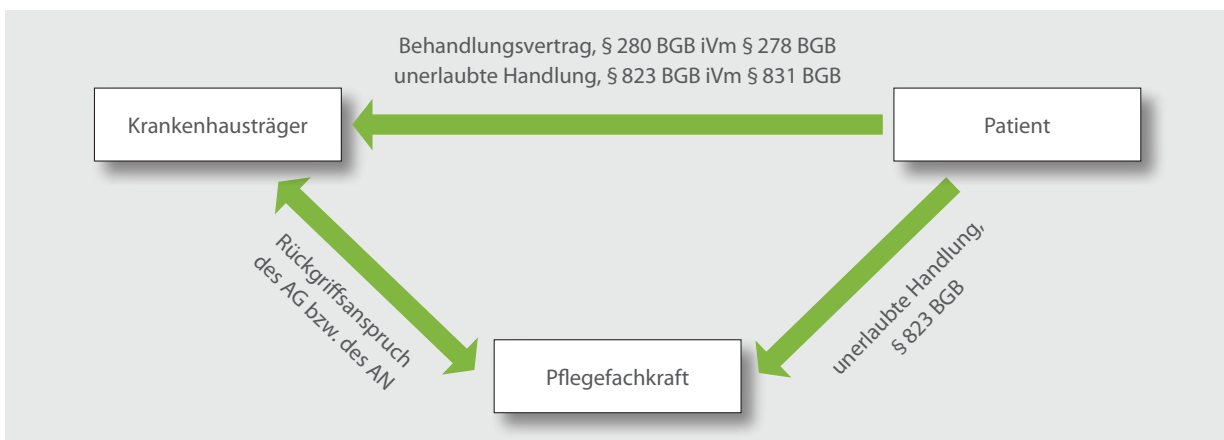 Behandlungsvertrag, § 280 BGB iVm § 278 BGB
unerlaubte Handlung, § 823 BGB iVm § 831 BGB
Krankenhausträger
Patient
Rückgriffsanspruch
des AG bzw. des AN
unerlaubte Handlung,
§ 823 BGB
Pflegefachkraft